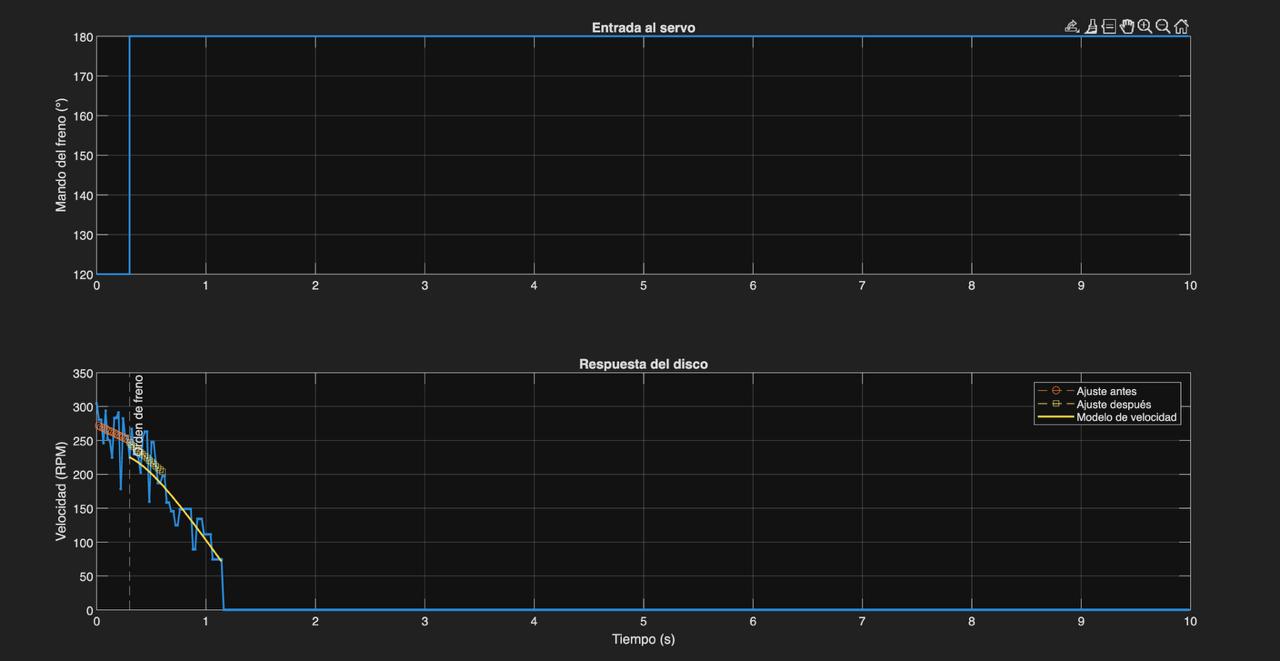 Entrada al servo
Mando del freno (°)
180
170
160
150
140
130
120
0 1 2 3 4 5 6 7 8 9 10
Respuesta del disco
Velocidad (RPM)
350
300
250
200
150
100
50
0
Orden de freno
Ajuste antes
Ajuste después
Modelo de velocidad
0 1 2 3 4 5 6 7 8 9 10
Tiempo (s)